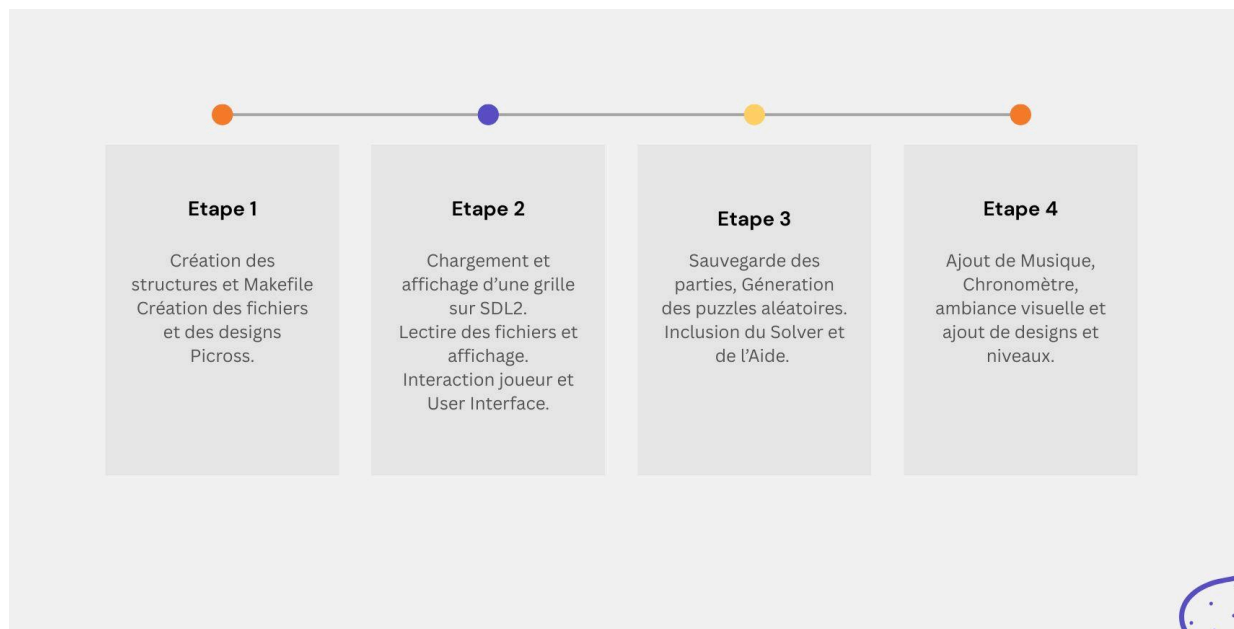 Etape 1
Création des
structures et Makefile
Création des fichiers
et des designs
Picross.
Etape 2
Chargement et
affichage d'une grille
sur SDL2.
Lectire des fichiers et
affichage.
Interaction joueur et
User Interface.
Etape 3
Sauvegarde des
parties, Géneration
des puzzles aléatoires.
Inclusion du Solver et
de l'Aide.
Etape 4
Ajout de Musique,
Chronomètre,
ambiance visuelle et
ajout de designs et
niveaux.